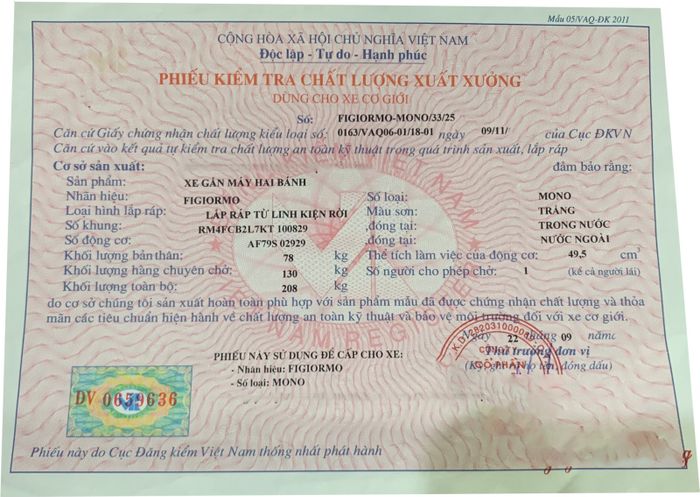 Mẫu 05/VAQ-ĐK 2011
CỘNG HÒA XÃ HỘI CHỦ NGHĨA VIỆT NAM
Độc lập - Tự do - Hạnh phúc
PHIẾU KIỂM TRA CHẤT LƯỢNG XUẤT XƯỞNG
DÙNG CHO XE CƠ GIỚI
Số: FIGIORMO-MONO/33/25
Căn cứ Giấy chứng nhận chất lượng kiểu loại số: 0163/VAQ06-01/18-01 ngày 09/11/ của Cục ĐKVN
Căn cứ vào kết quả tự kiểm tra chất lượng an toàn kỹ thuật trong quá trình sản xuất, lắp ráp
Cơ sở sản xuất: đảm bảo rằng:
Sản phẩm: XE GẮN MÁY HAI BÁNH
Nhãn hiệu: FIGIORMO Số loại: MONO
Loại hình lắp ráp: LẮP RÁP TỪ LINH KIỆN RỜI Màu sơn: TRẮNG
Số khung: RM4FCB2L7KT 100829 ,đóng tại: TRONG NƯỚC
Số động cơ: AF79S 02929 ,đóng tại: NƯỚC NGOÀI
Khối lượng bản thân: 78 kg Thể tích làm việc của động cơ: 49,5 cm³
Khối lượng hàng chuyên chở: 130 kg Số người cho phép chở: 1 (kể cả người lái)
Khối lượng toàn bộ: 208 kg
do cơ sở chúng tôi sản xuất hoàn toàn phù hợp với sản phẩm mẫu đã được chứng nhận chất lượng và thỏa
mãn các tiêu chuẩn hiện hành về chất lượng an toàn kỹ thuật và bảo vệ môi trường đối với xe cơ giới.
Ngày 22 tháng 09 năm
Thủ trưởng đơn vị
(Ký, ghi rõ họ tên, đóng dấu)
CỔ PHẦN
PHIẾU NÀY SỬ DỤNG ĐỂ CẤP CHO XE:
- Nhãn hiệu: FIGIORMO
- Số loại: MONO
DV 0659636
Phiếu này do Cục Đăng kiểm Việt Nam thống nhất phát hành